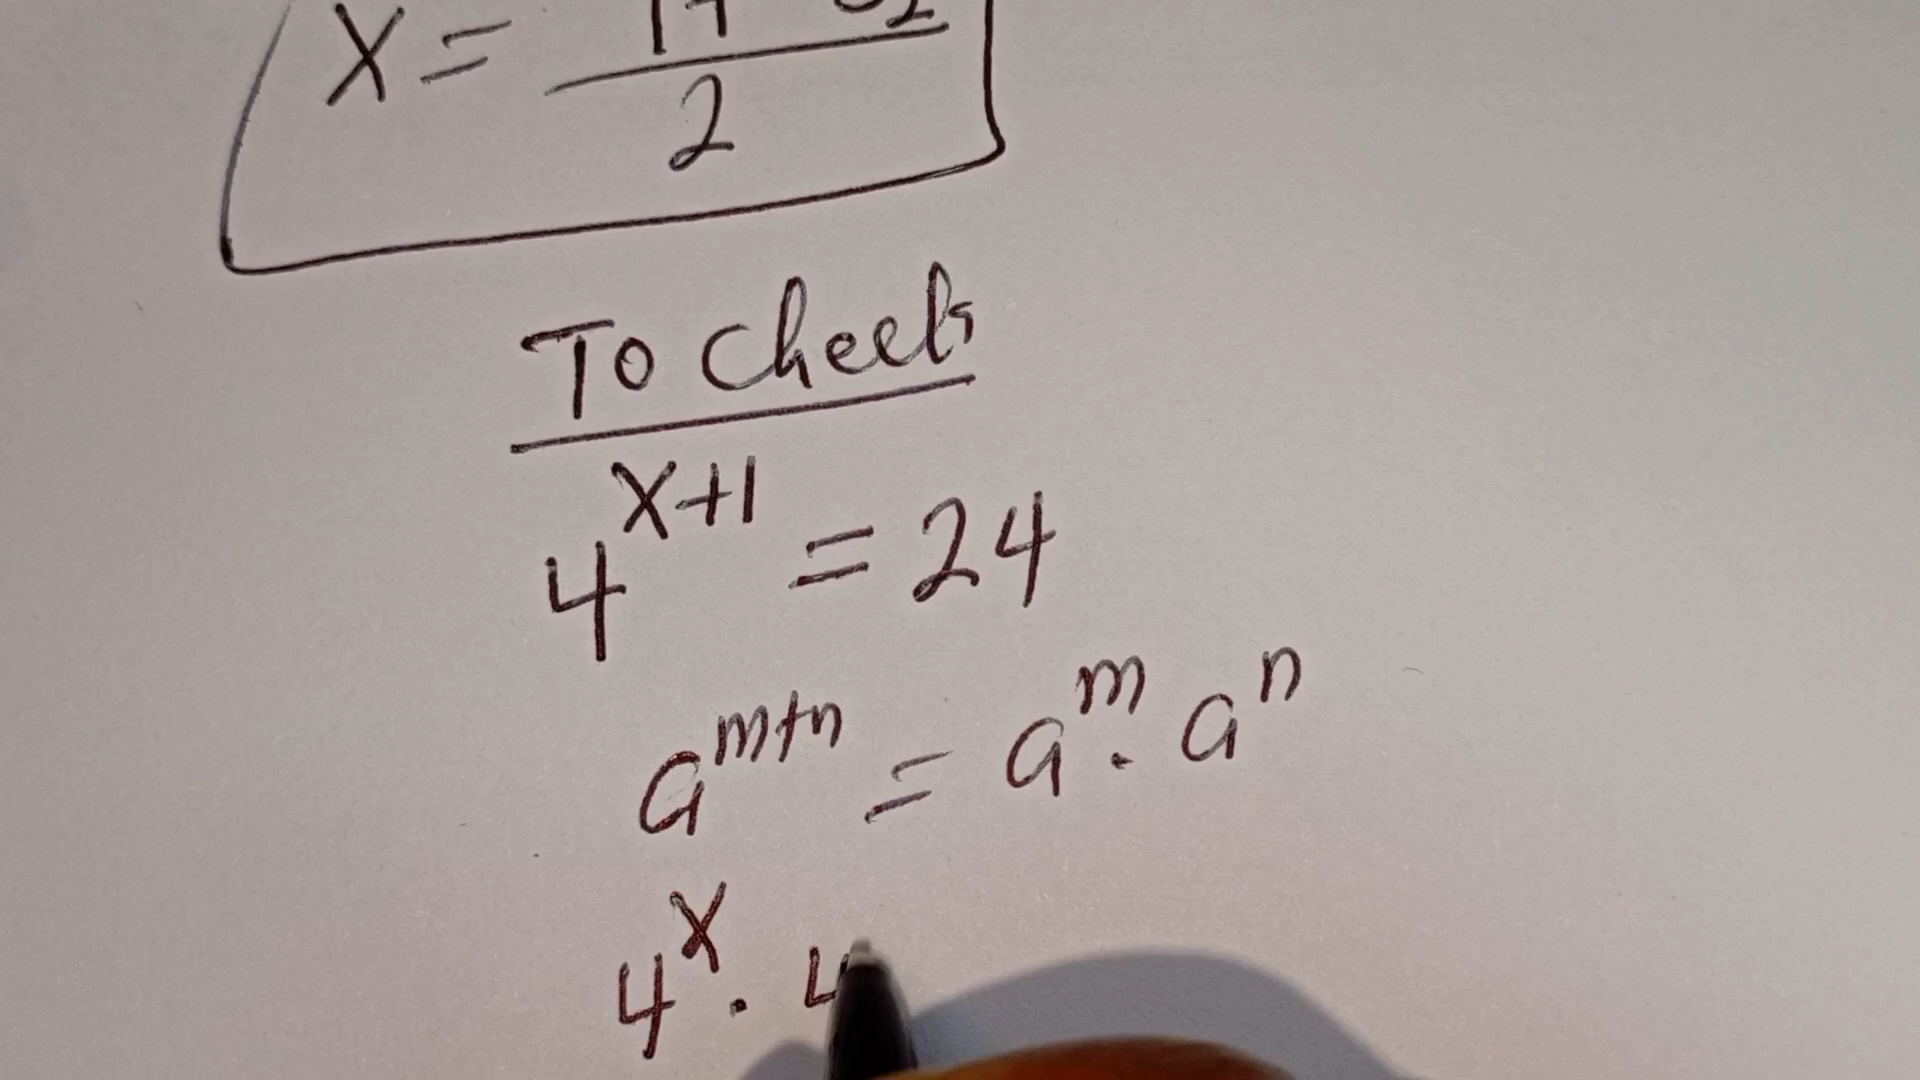 x =
2
To Check
4^{x+1} = 24
a^{m+n} = a^m . a^n
4^x . 4